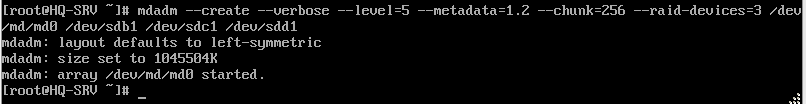 [root@HQ-SRV ~]# mdadm --create --verbose --level=5 --metadata=1.2 --chunk=256 --raid-devices=3 /dev
/md/md0 /dev/sdb1 /dev/sdc1 /dev/sdd1
mdadm: layout defaults to left-symmetric
mdadm: size set to 1045504K
mdadm: array /dev/md/md0 started.
[root@HQ-SRV ~]# _